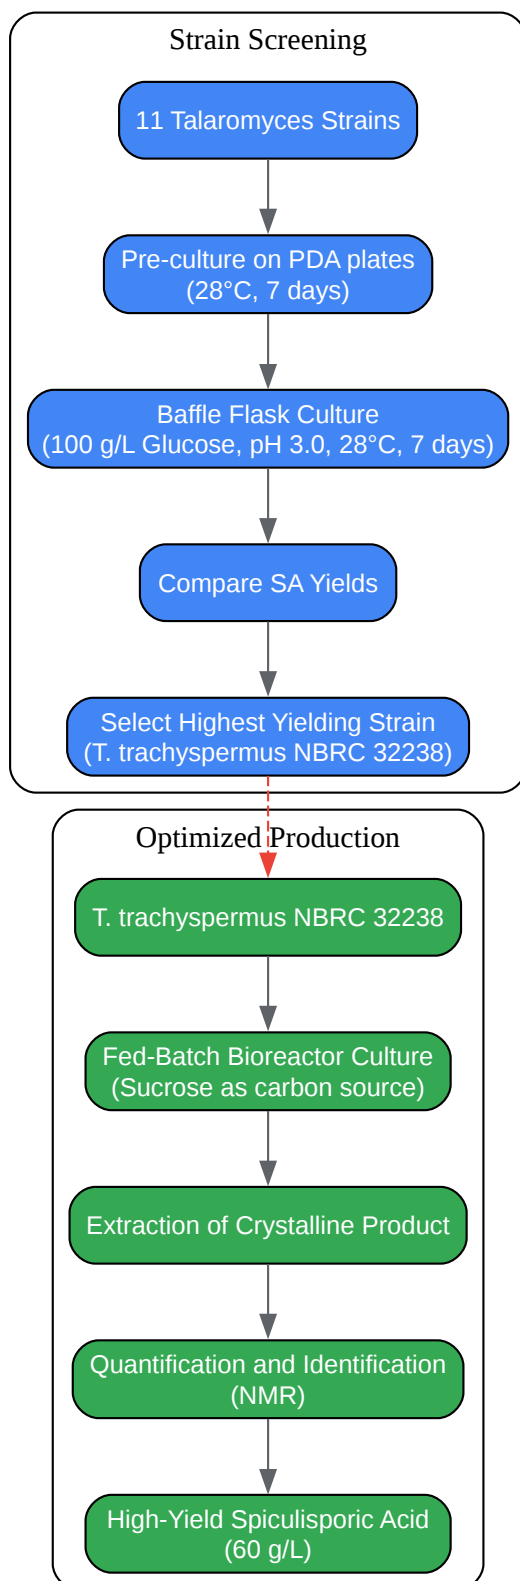 Strain Screening
11 Talaromyces Strains
Pre-culture on PDA plates
(28°C, 7 days)
Baffle Flask Culture
(100 g/L Glucose, pH 3.0, 28°C, 7 days)
Compare SA Yields
Select Highest Yielding Strain
(T. trachyspermus NBRC 32238)
Optimized Production
T. trachyspermus NBRC 32238
Fed-Batch Bioreactor Culture
(Sucrose as carbon source)
Extraction of Crystalline Product
Quantification and Identification
(NMR)
High-Yield Spiculisporic Acid
(60 g/L)